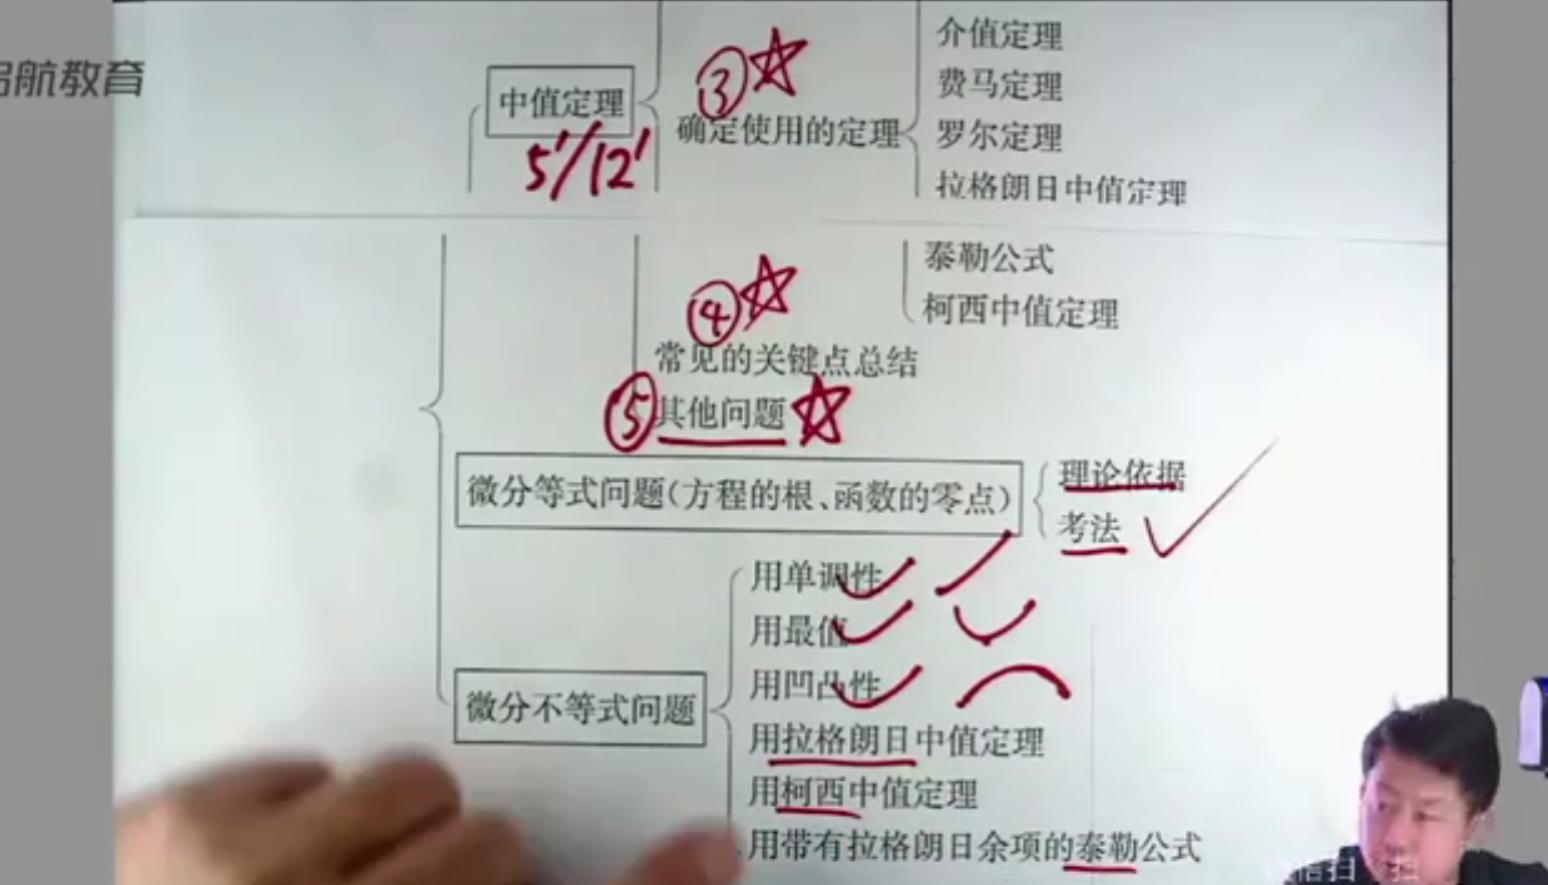 介值定理
③☆
费马定理
航教育
中值定理
确定使用的定理
罗尔定理
5'/12'
拉格朗日中值定理
泰勒公式
④☆
柯西中值定理
常见的关键点总结
⑤其他问题☆
微分等式问题(方程的根、函数的零点)
理论依据
考法
用单调性
用最值
用凹凸性
微分不等式问题
用拉格朗日中值定理
用柯西中值定理
用带有拉格朗日余项的泰勒公式